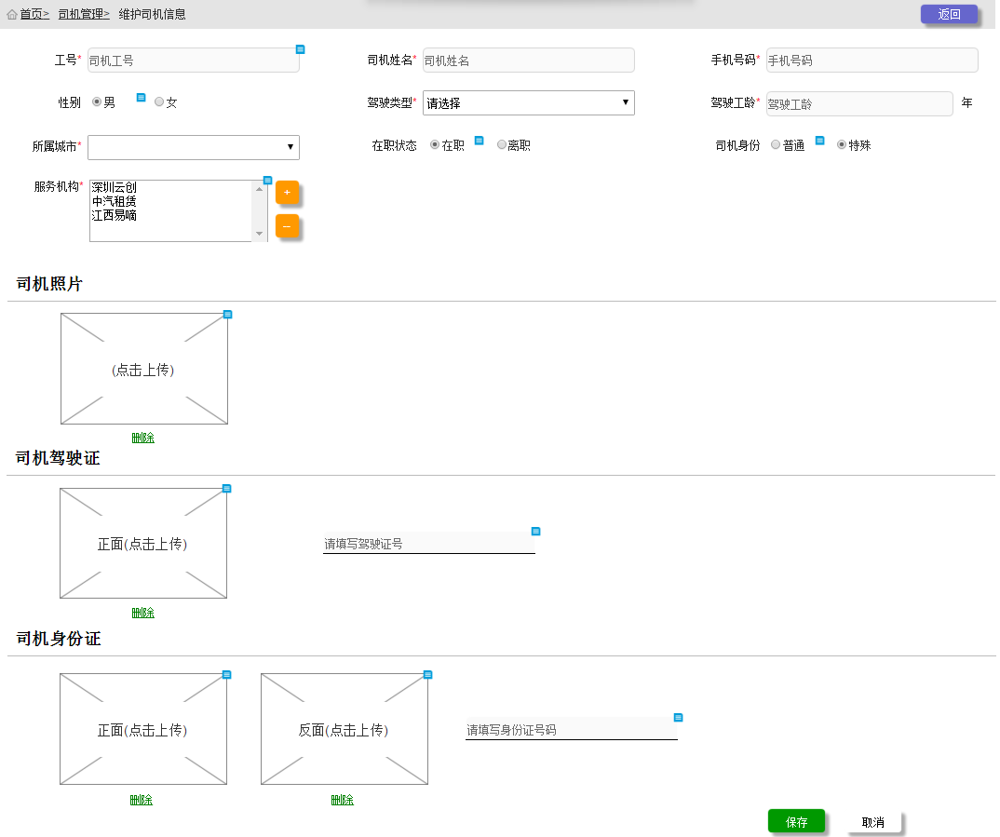 首页> 司机管理> 维护司机信息 返回
工号* 司机工号 司机姓名* 司机姓名 手机号码* 手机号码
性别 男 女 驾驶类型* 请选择 驾驶工龄* 驾驶工龄 年
所属城市* 在职状态 在职 离职 司机身份 普通 特殊
服务机构* 深圳云创 +
中汽租赁
江西易嘀 –
司机照片
(点击上传)
删除
司机驾驶证
正面(点击上传) 请填写驾驶证号
删除
司机身份证
正面(点击上传) 反面(点击上传) 请填写身份证号码
删除 删除
保存 取消